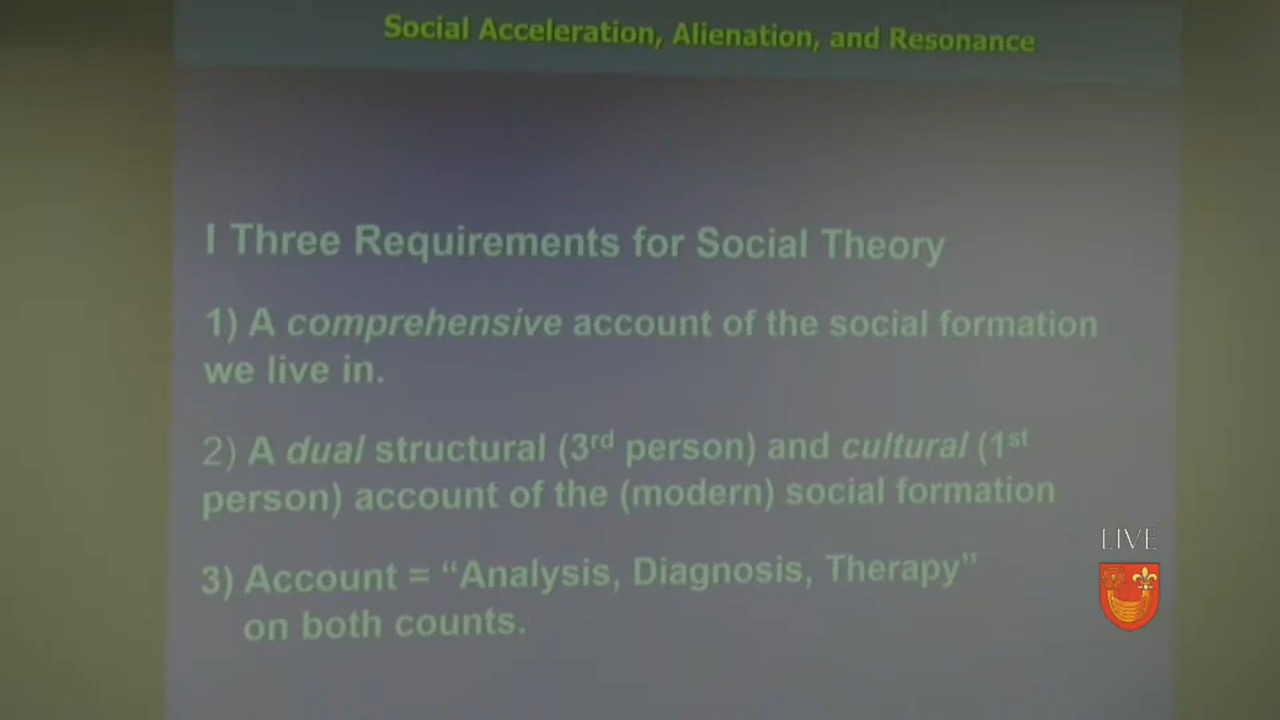 Social Acceleration, Alienation, and Resonance
I Three Requirements for Social Theory
1) A comprehensive account of the social formation
we live in.
2) A dual structural (3rd person) and cultural (1st
person) account of the (modern) social formation
3) Account = “Analysis, Diagnosis, Therapy”
on both counts.
LIVE